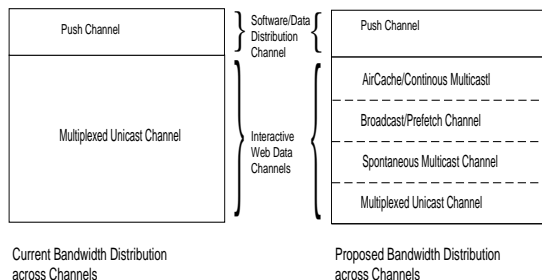 Push Channel
Multiplexed Unicast Channel
Software/Data
Distribution
Channel
Interactive
Web Data
Channels
Push Channel
AirCache/Continous Multicastl
Broadcast/Prefetch Channel
Spontaneous Multicast Channel
Multiplexed Unicast Channel
Current Bandwidth Distribution
across Channels
Proposed Bandwidth Distribution
across Channels